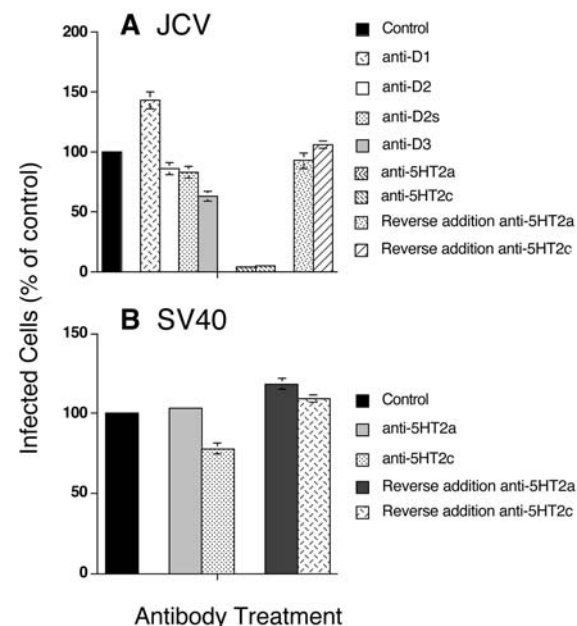 A JCV
200
150
100
50
0
Control
anti-D1
anti-D2
anti-D2s
anti-D3
anti-5HT2a
anti-5HT2c
Reverse addition anti-5HT2a
Reverse addition anti-5HT2c
Infected Cells (% of control)
B SV40
150
100
50
0
Control
anti-5HT2a
anti-5HT2c
Reverse addition anti-5HT2a
Reverse addition anti-5HT2c
Antibody Treatment